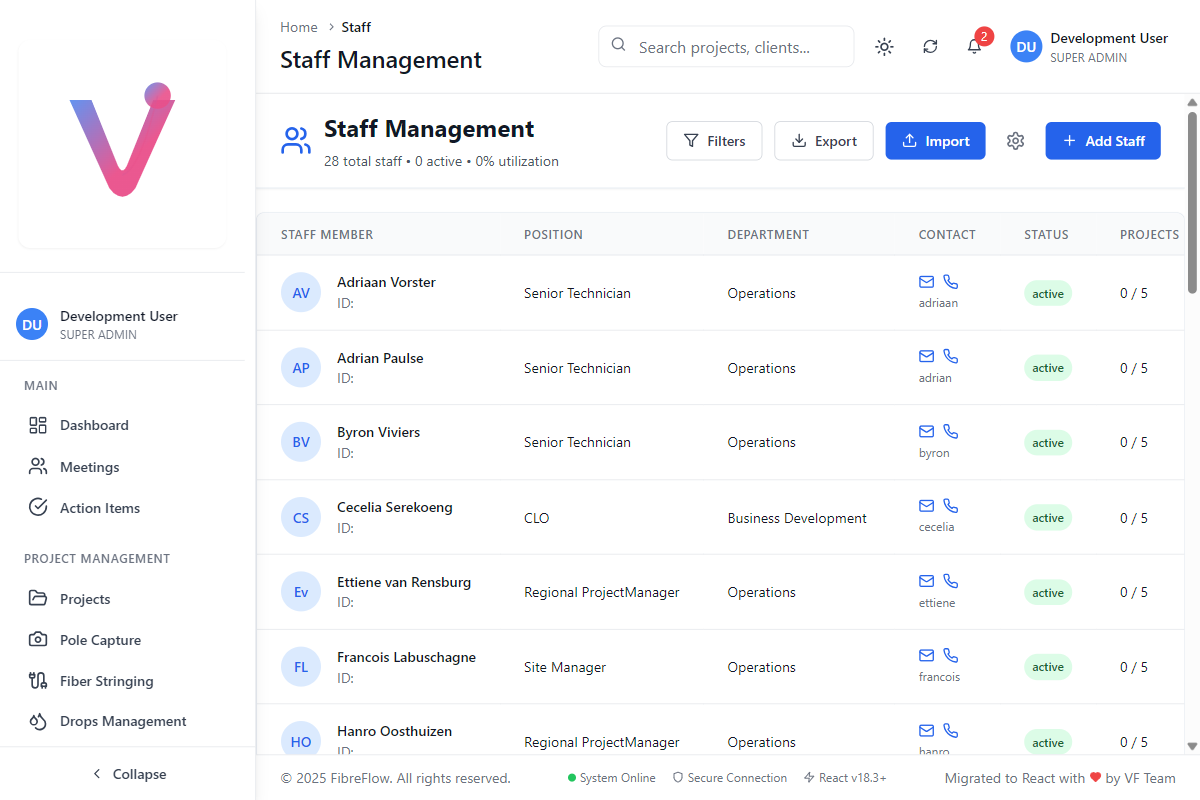 Home > Staff
Staff Management
Search projects, clients...
2
DU
Development User
SUPER ADMIN
DU
Development User
SUPER ADMIN
MAIN
Dashboard
Meetings
Action Items
PROJECT MANAGEMENT
Projects
Pole Capture
Fiber Stringing
Drops Management
Collapse
Staff Management
28 total staff • 0 active • 0% utilization
Filters
Export
Import
Add Staff
STAFF MEMBER POSITION DEPARTMENT CONTACT STATUS PROJECTS
AV Adriaan Vorster Senior Technician Operations active 0 / 5
ID: adriaan
AP Adrian Paulse Senior Technician Operations active 0 / 5
ID: adrian
BV Byron Viviers Senior Technician Operations active 0 / 5
ID: byron
CS Cecelia Serekoeng CLO Business Development active 0 / 5
ID: cecelia
Ev Ettiene van Rensburg Regional ProjectManager Operations active 0 / 5
ID: ettiene
FL Francois Labuschagne Site Manager Operations active 0 / 5
ID: francois
HO Hanro Oosthuizen Regional ProjectManager Operations active 0 / 5
ID: hanro
© 2025 FibreFlow. All rights reserved.
System Online
Secure Connection
React v18.3+
Migrated to React with ❤ by VF Team